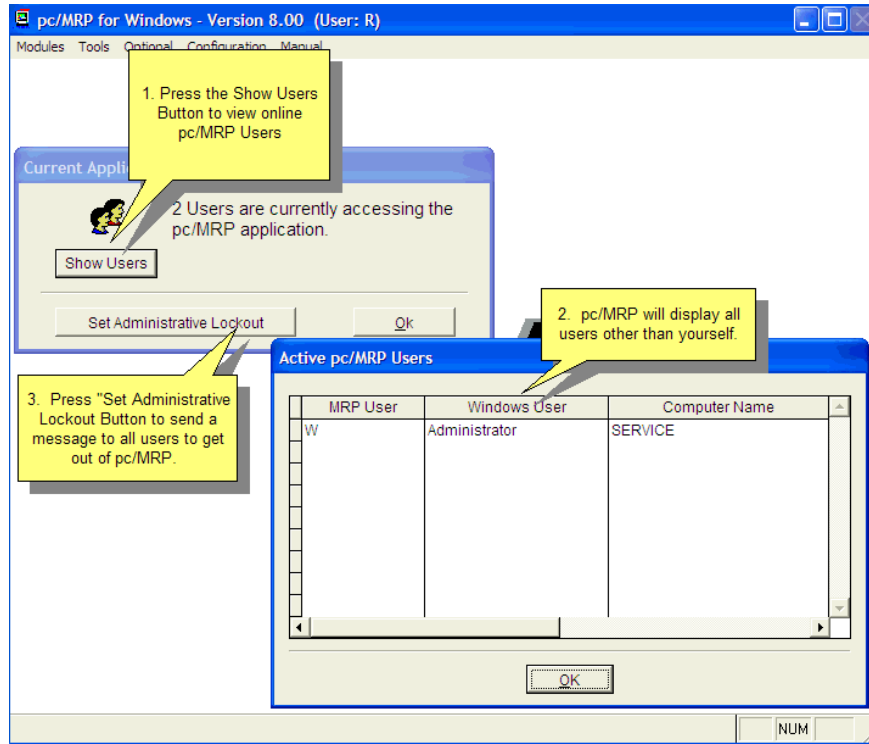 pc/MRP for Windows - Version 8.00 (User: R)
Modules Tools Optional Configuration Manual
1. Press the Show Users
Button to view online
pc/MRP Users
Current Appli
2 Users are currently accessing the
pc/MRP application.
Show Users
Set Administrative Lockout
Ok
2. pc/MRP will display all
users other than yourself.
3. Press "Set Administrative
Lockout Button to send a
message to all users to get
out of pc/MRP.
Active pc/MRP Users
MRP User Windows User Computer Name
W Administrator SERVICE
OK
NUM